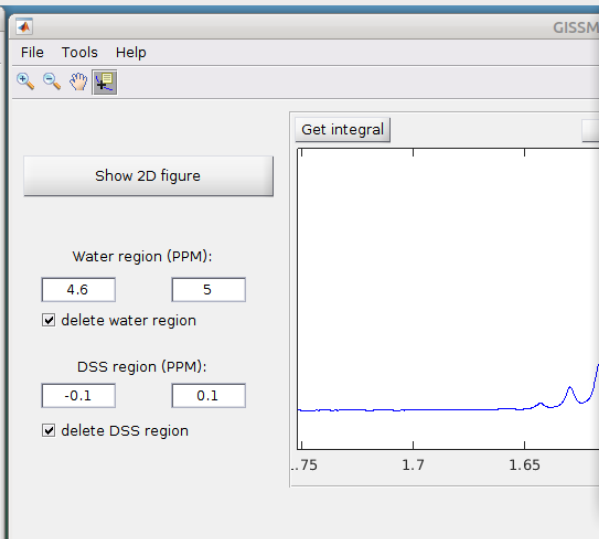 GISSM
File Tools Help
Get integral
Show 2D figure
Water region (PPM):
4.6 5
delete water region
DSS region (PPM):
-0.1 0.1
delete DSS region
.75 1.7 1.65